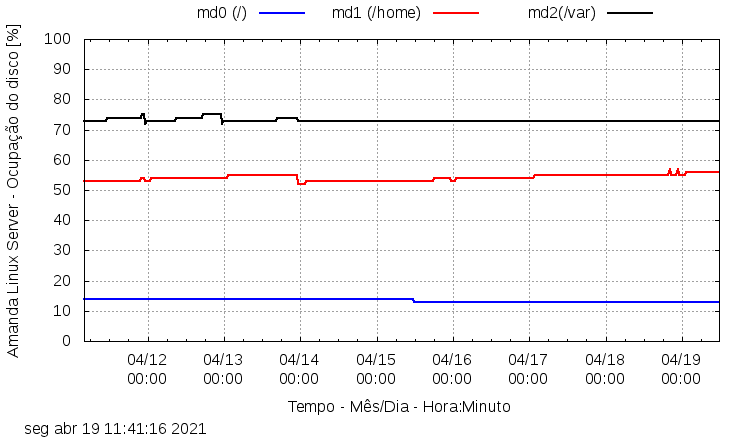 md0 (/) md1 (/home) md2(/var)
Amanda Linux Server - Ocupação do disco [%]
100
90
80
70
60
50
40
30
20
10
0
04/12 04/13 04/14 04/15 04/16 04/17 04/18 04/19
00:00 00:00 00:00 00:00 00:00 00:00 00:00 00:00
Tempo - Mês/Dia - Hora:Minuto
seg abr 19 11:41:16 2021